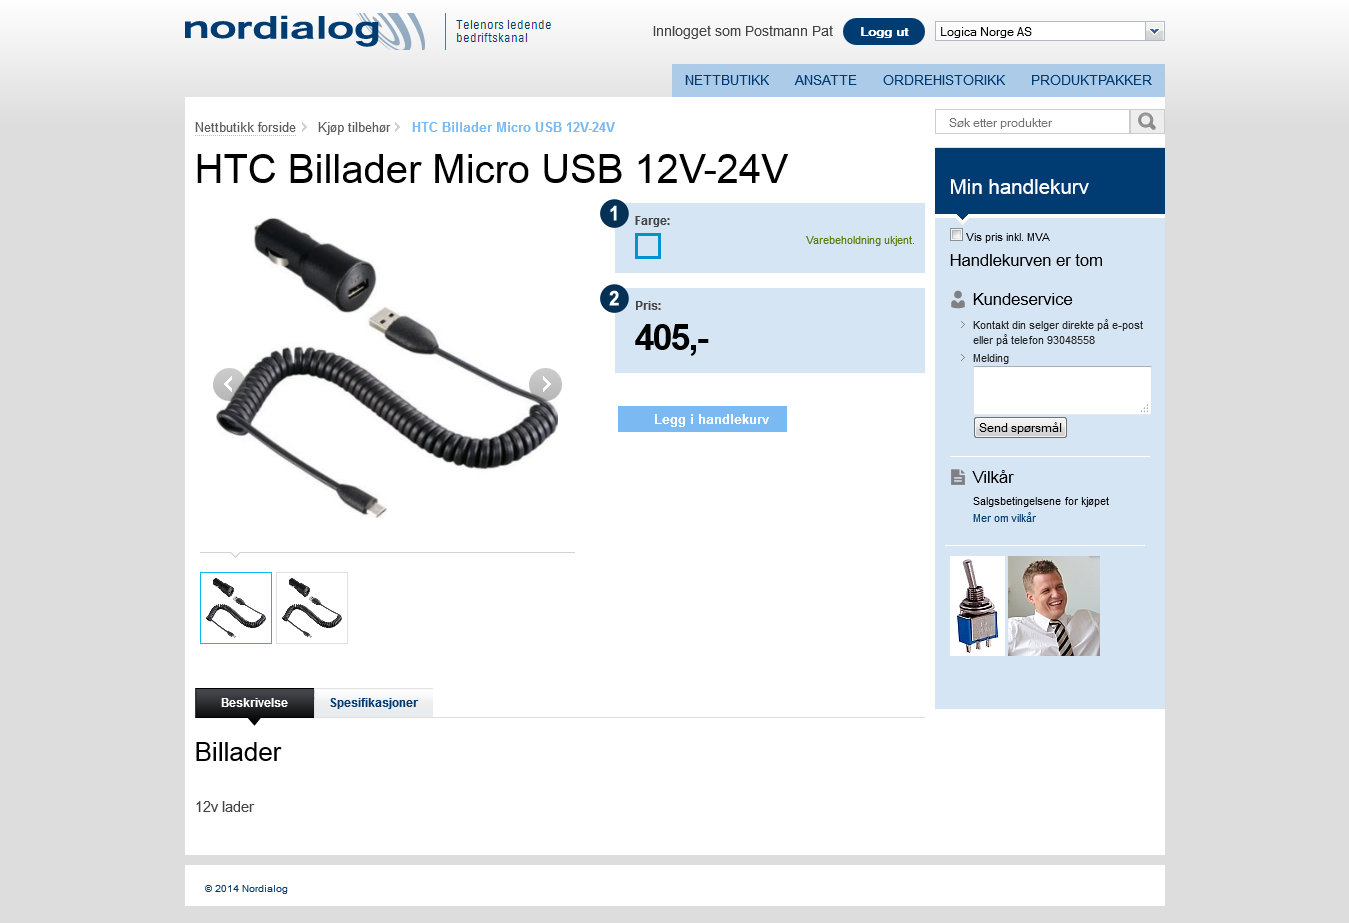 nordialog
Telenors ledende
bedriftskanal
Innlogget som Postmann Pat
Logg ut
Logica Norge AS
NETTBUTIKK
ANSATTE
ORDREHISTORIKK
PRODUKTPAKKER
Nettbutikk forside
Kjøp tilbehør
HTC Billader Micro USB 12V-24V
Søk etter produkter
HTC Billader Micro USB 12V-24V
1
Farge:
Varebeholdning ukjent.
2
Pris:
405,-
Legg i handlekurv
Beskrivelse
Spesifikasjoner
Billader
12v lader
Min handlekurv
Vis pris inkl. MVA
Handlekurven er tom
Kundeservice
Kontakt din selger direkte på e-post
eller på telefon 93048558
Melding
Send spørsmål
Vilkår
Salgsbetingelsene for kjøpet
Mer om vilkår
© 2014 Nordialog